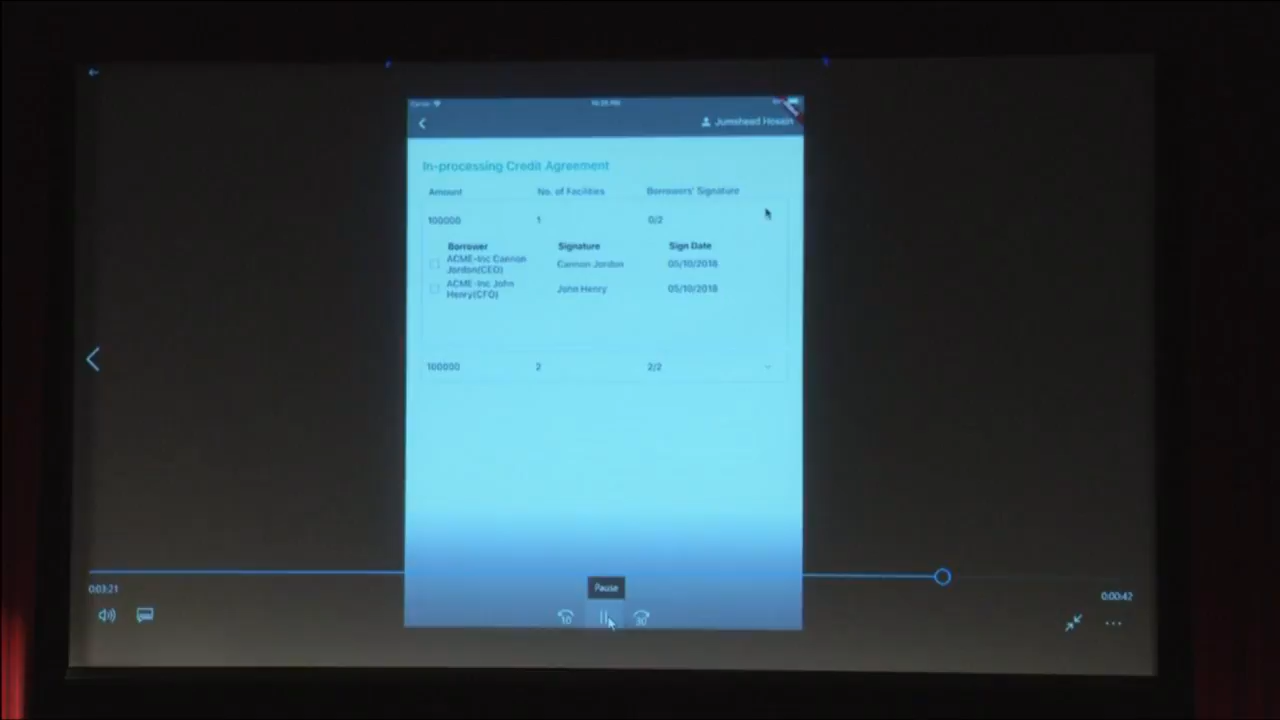 Jumshead Hosain
In-processing Credit Agreement
Amount No. of Facilities Borrowers' Signature
100000 1 0/2
Borrower Signature Sign Date
ACME-Inc Cannon Jordon(CEO) Cannon Jordon 05/10/2018
ACME-Inc John Henry(CFO) John Henry 05/10/2018
100000 2 2/2
Pause
0:03:21 0:00:42
10 30